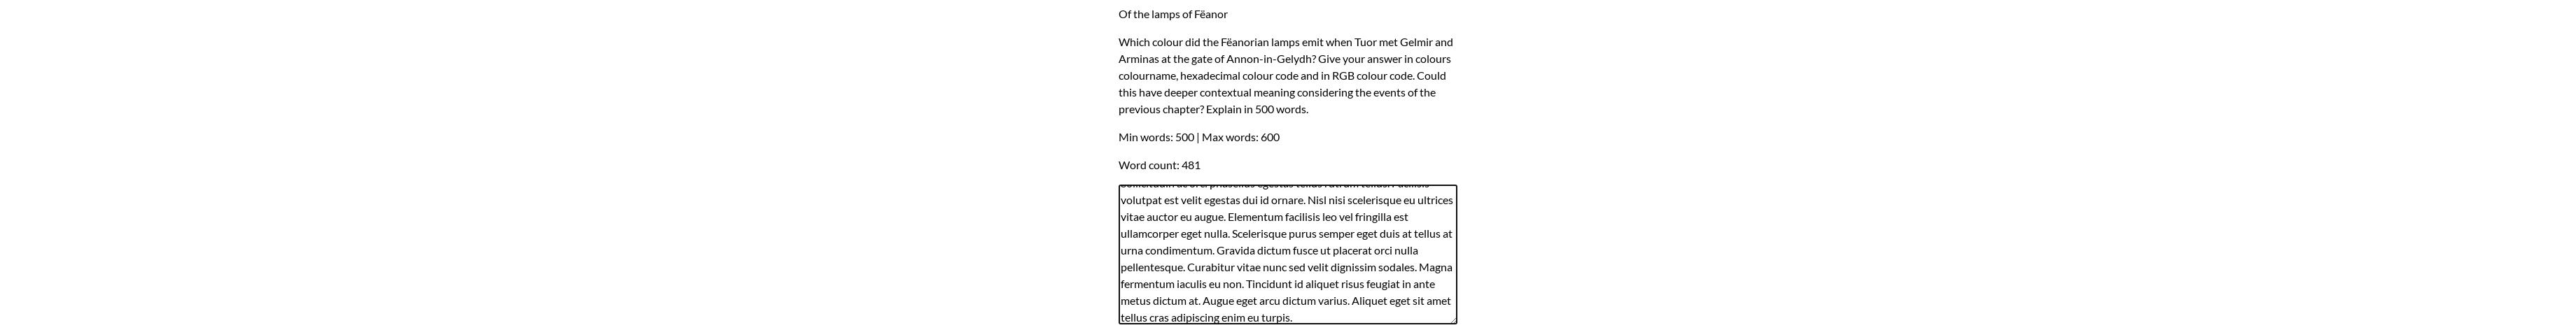 Of the lamps of Fëanor
Which colour did the Fëanorian lamps emit when Tuor met Gelmir and
Arminas at the gate of Annon-in-Gelydh? Give your answer in colours
colourname, hexadecimal colour code and in RGB colour code. Could
this have deeper contextual meaning considering the events of the
previous chapter? Explain in 500 words.
Min words: 500 | Max words: 600
Word count: 481
volutpat est velit egestas dui id ornare. Nisl nisi scelerisque eu ultrices
vitae auctor eu augue. Elementum facilisis leo vel fringilla est
ullamcorper eget nulla. Scelerisque purus semper eget duis at tellus at
urna condimentum. Gravida dictum fusce ut placerat orci nulla
pellentesque. Curabitur vitae nunc sed velit dignissim sodales. Magna
fermentum iaculis eu non. Tincidunt id aliquet risus feugiat in ante
metus dictum at. Augue eget arcu dictum varius. Aliquet eget sit amet
tellus cras adipiscing enim eu turpis.